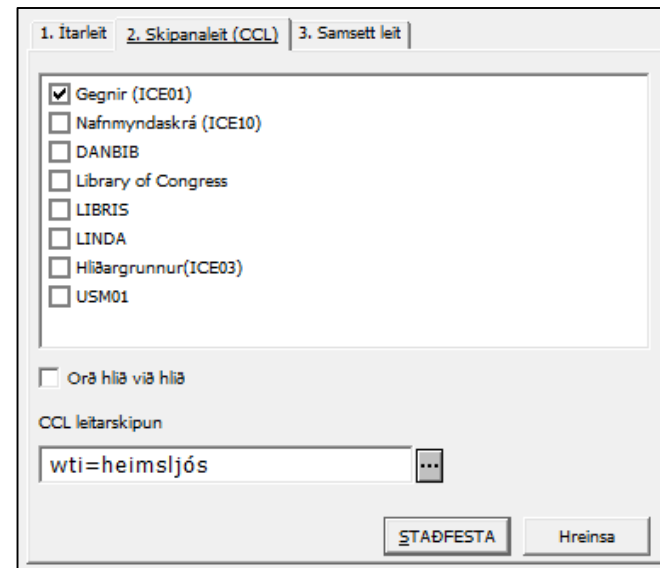 1. Ítarleit 2. Skipanaleit (CCL) 3. Samsett leit
Gegnir (ICE01)
Nafnmyndaskrá (ICE10)
DANBIB
Library of Congress
LIBRIS
LINDA
Hliðargrunnur(ICE03)
USM01
Orð hlið við hlið
CCL leitarskipun
wti=heimsljós ...
STAÐFESTA Hreinsa